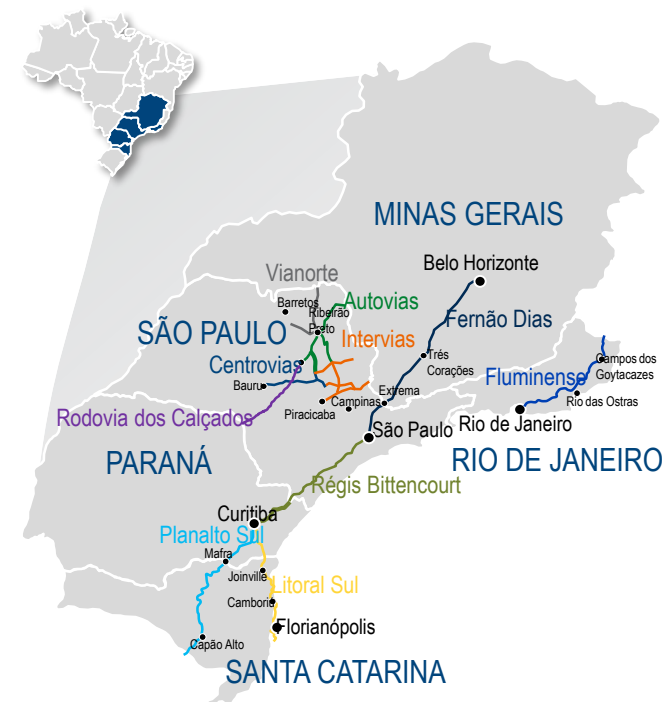 MINAS GERAIS
Belo Horizonte
Vianorte
Barretos
Ribeirão
Preto
Autovias
Fernão Dias
SÃO PAULO
Intervias
Centrovias
Três
Corações
Campos dos
Goytacazes
Bauru
Fluminense
Extrema
Campinas
Rio das Ostras
Piracicaba
Rodovia dos Calçados
São Paulo
Rio de Janeiro
PARANÁ
RIO DE JANEIRO
Régis Bittencourt
Curitiba
Planalto Sul
Mafra
Joinville
Litoral Sul
Camboriu
Florianópolis
Capão Alto
SANTA CATARINA